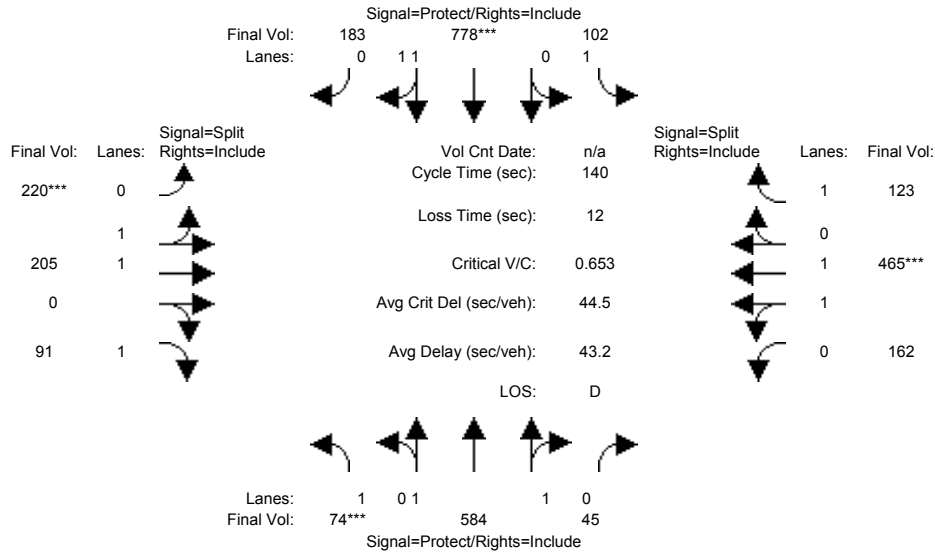 Signal=Protect/Rights=Include
Final Vol: 183 778*** 102
Lanes: 0 1 1 0 1
Signal=Split
Final Vol: Lanes: Rights=Include
Vol Cnt Date: n/a
Signal=Split
Rights=Include Lanes: Final Vol:
Cycle Time (sec): 140
220*** 0
1 123
Loss Time (sec): 12
1
0
205 1
Critical V/C: 0.653
1 465***
0
Avg Crit Del (sec/veh): 44.5
1
91 1
Avg Delay (sec/veh): 43.2
0 162
LOS: D
Lanes: 1 0 1 1 0
Final Vol: 74*** 584 45
Signal=Protect/Rights=Include